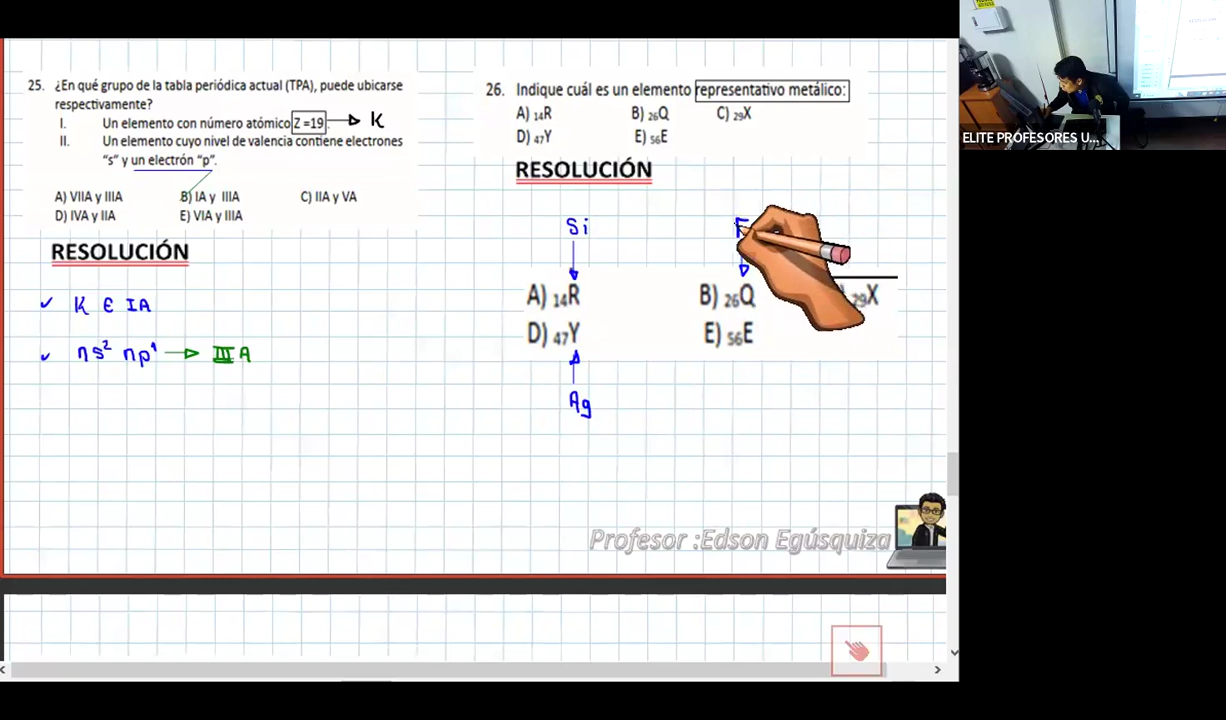 25. ¿En qué grupo de la tabla periódica actual (TPA), puede ubicarse
respectivamente?
I. Un elemento con número atómico Z =19. K
II. Un elemento cuyo nivel de valencia contiene electrones
“s” y un electrón “p”.
A) VIIA y IIIA B) IA y IIIA C) IIA y VA
D) IVA y IIA E) VIA y IIIA
RESOLUCIÓN
✓ K ∈ IA
✓ ns² np¹ → III A
26. Indique cuál es un elemento representativo metálico:
A) ₁₄R B) ₂₆Q C) ₂₉X
D) ₄₇Y E) ₅₆E
RESOLUCIÓN
Si F
A) ₁₄R B) ₂₆Q ₂₉X
D) ₄₇Y E) ₅₆E
Ag
Profesor :Edson Egúsquiza
ELITE PROFESORES U...